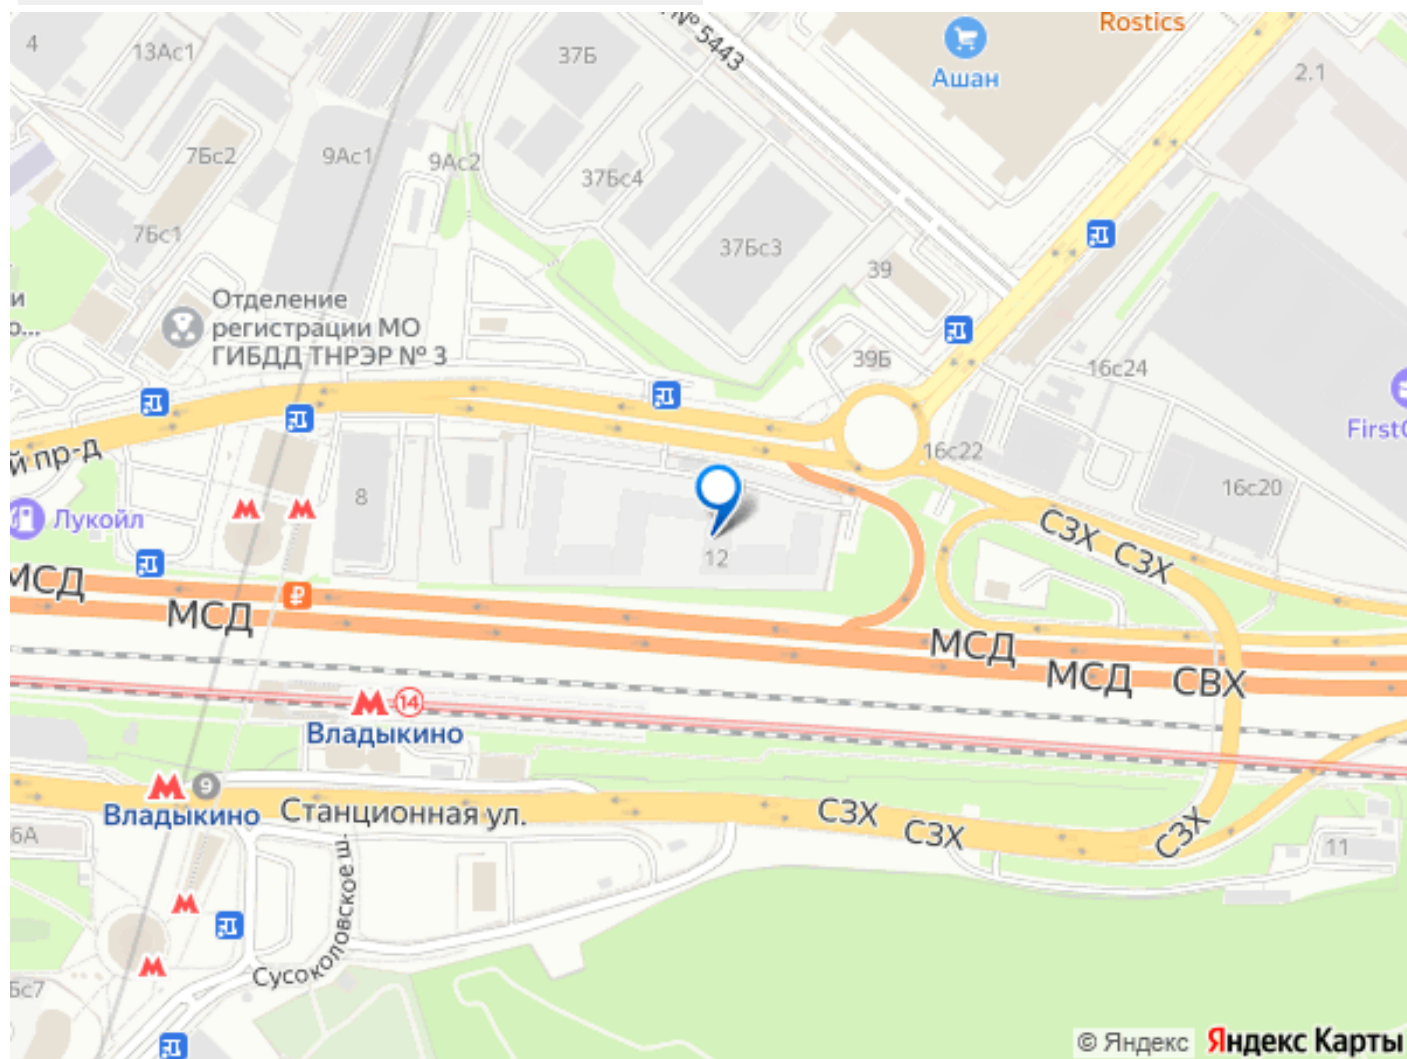 № 5443
Rostics
4
13Ас1
37Б
Ашан
2.1
7Бс2
9Ас1
9Ас2
37Бс4
7Бс1
37Бс3
39
и
о...
Отделение
регистрации МО
ГИБДД ТНРЭР № 3
39Б
16с24
First
й пр-д
16с22
8
16с20
Лукойл
12
СЗХ
СЗХ
МСД
МСД
МСД
МСД
СВХ
14
Владыкино
9
Владыкино
Станционная ул.
СЗХ
СЗХ
СЗХ
6А
11
Сусоколовское ш.
6с7
© Яндекс
Яндекс Карты